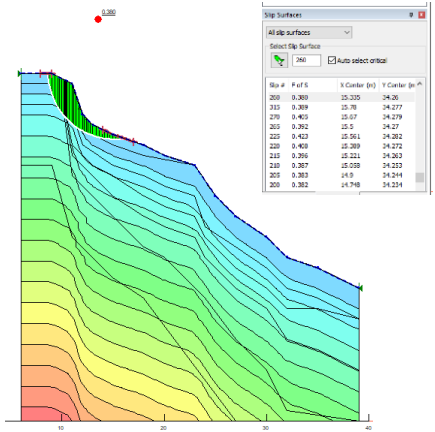 0.380
Slip Surfaces
All slip surfaces
Select Slip Surface
260 Auto select critical
Slip # F of S X Center (m) Y Center (m
260 0.380 15.335 34.26
315 0.389 15.78 34.277
270 0.405 15.67 34.279
265 0.392 15.5 34.27
225 0.423 15.561 34.282
220 0.408 15.389 34.272
215 0.396 15.221 34.263
210 0.387 15.058 34.253
205 0.383 14.9 34.244
200 0.382 14.748 34.234
10 20 30 40